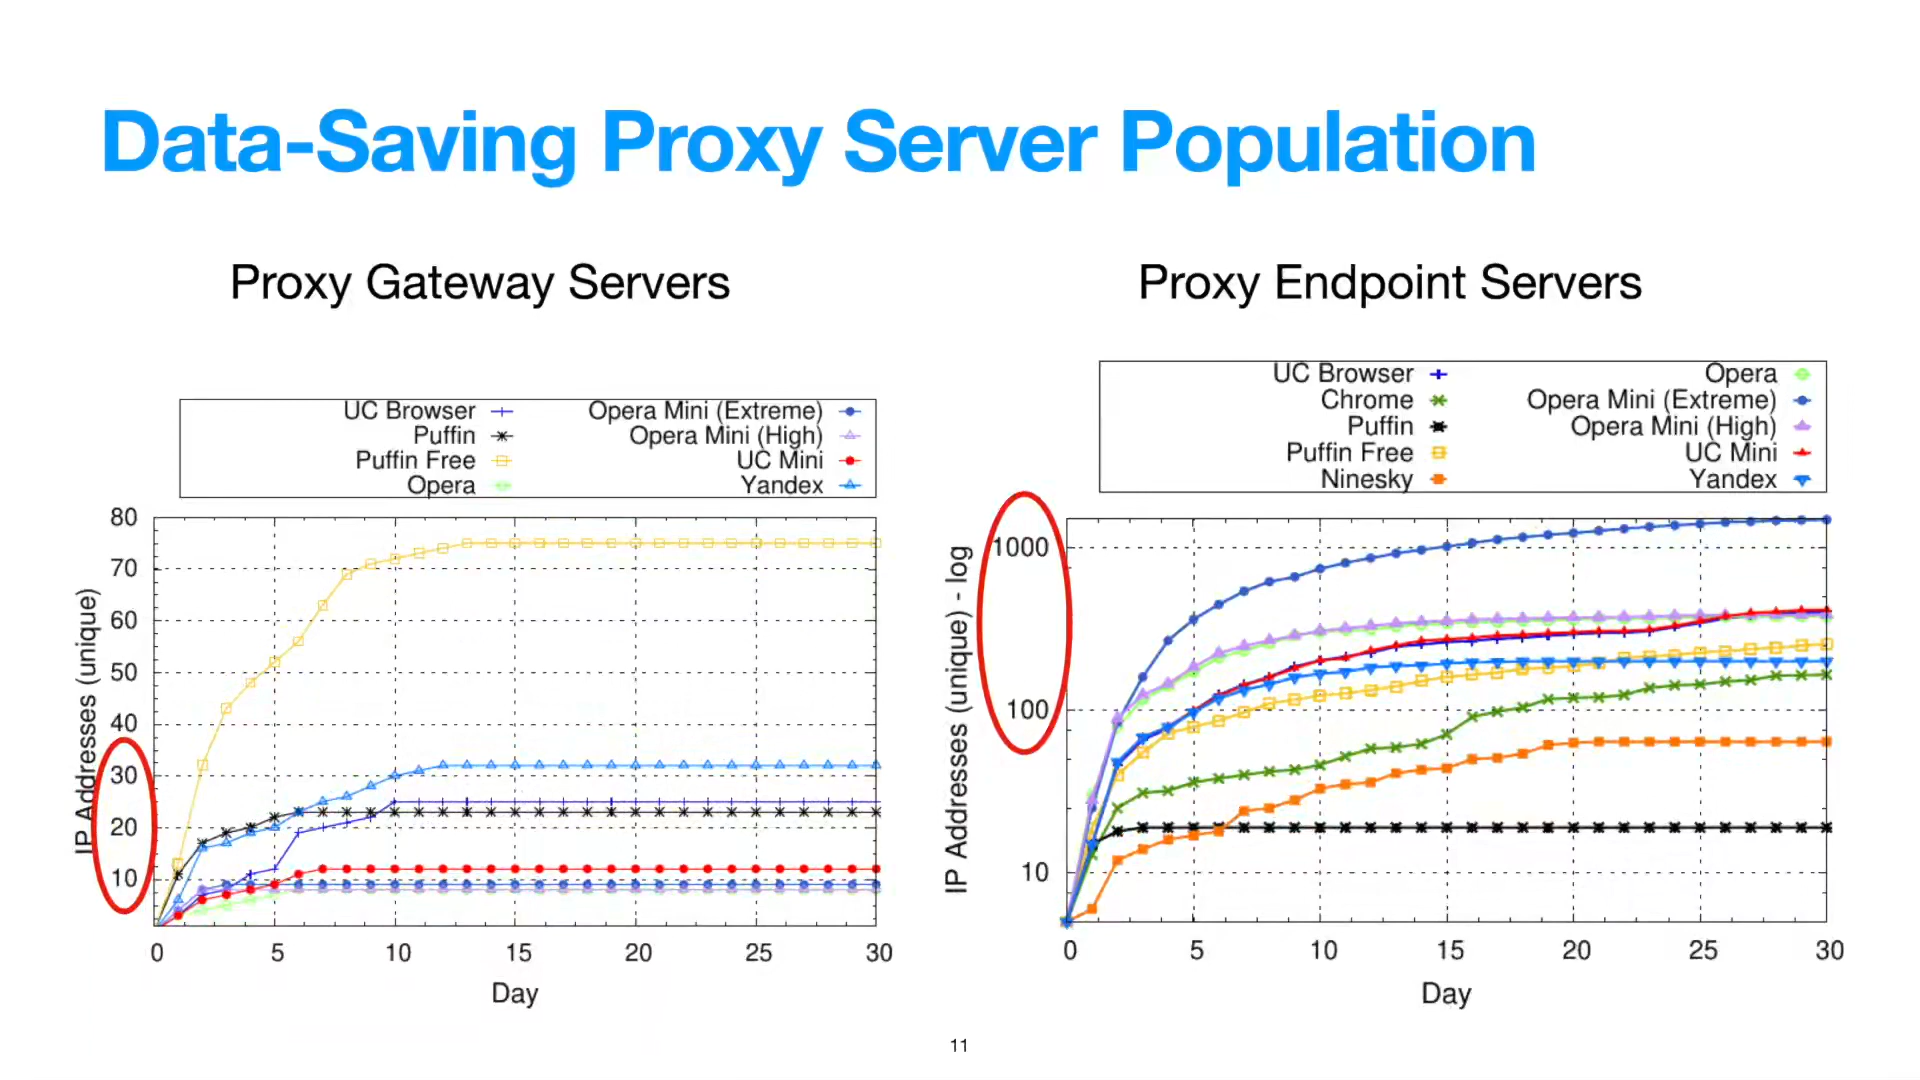 Data-Saving Proxy Server Population
Proxy Gateway Servers
UC Browser
Puffin
Puffin Free
Opera
Opera Mini (Extreme)
Opera Mini (High)
UC Mini
Yandex
IP Addresses (unique)
80
70
60
50
40
30
20
10
0 5 10 15 20 25 30
Day
Proxy Endpoint Servers
UC Browser
Chrome
Puffin
Puffin Free
Ninesky
Opera
Opera Mini (Extreme)
Opera Mini (High)
UC Mini
Yandex
IP Addresses (unique) - log
1000
100
10
0 5 10 15 20 25 30
Day
11